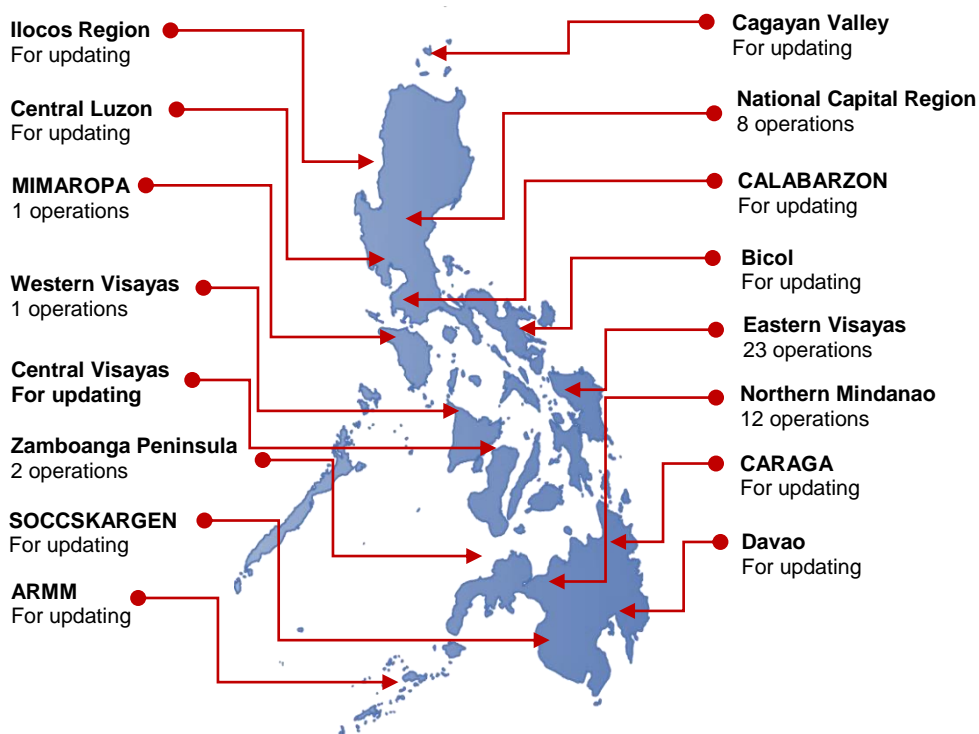 Ilocos Region
For updating
Central Luzon
For updating
MIMAROPA
1 operations
Western Visayas
1 operations
Central Visayas
For updating
Zamboanga Peninsula
2 operations
SOCCSKARGEN
For updating
ARMM
For updating
Cagayan Valley
For updating
National Capital Region
8 operations
CALABARZON
For updating
Bicol
For updating
Eastern Visayas
23 operations
Northern Mindanao
12 operations
CARAGA
For updating
Davao
For updating